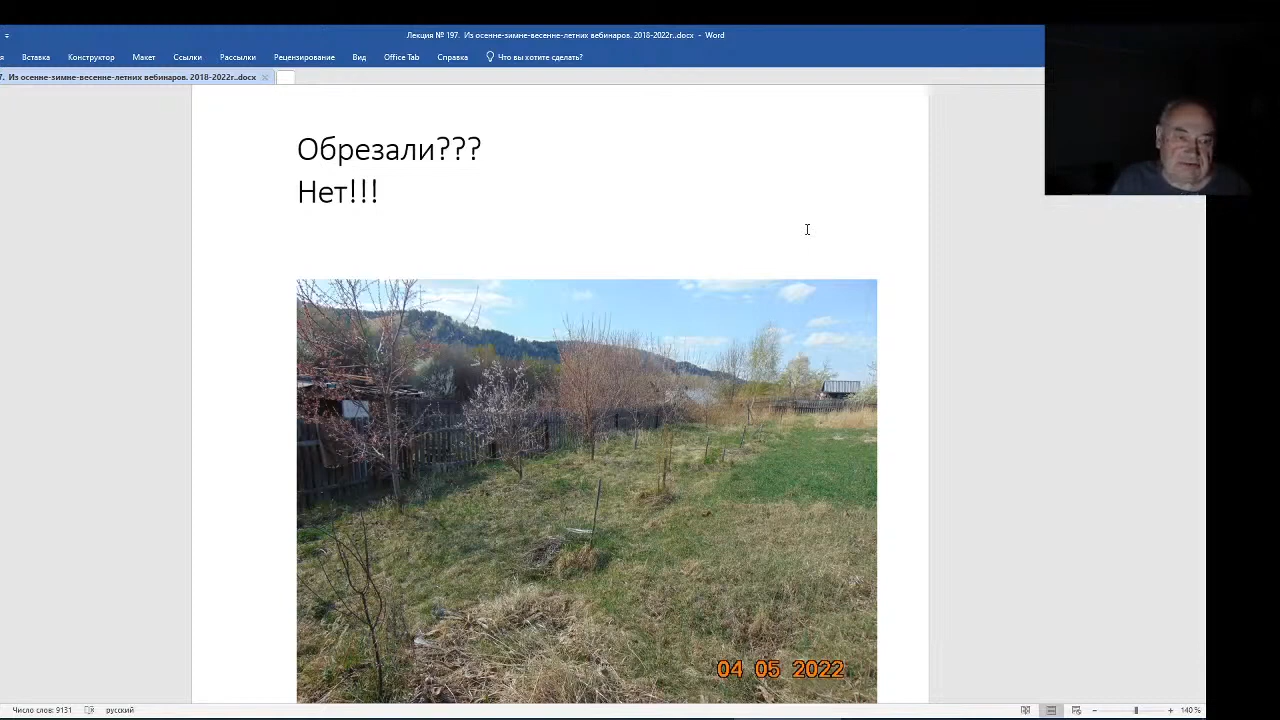 Лекция № 197. Из осенне-зимне-весенне-летних вебинаров. 2018-2022г..docx - Word
я Вставка Конструктор Макет Ссылки Рассылки Рецензирование Вид Office Tab Справка Что вы хотите сделать?
7. Из осенне-зимне-весенне-летних вебинаров. 2018-2022г..docx
Обрезали???
Нет!!!
04 05 2022
Число слов: 9131 русский 140 %